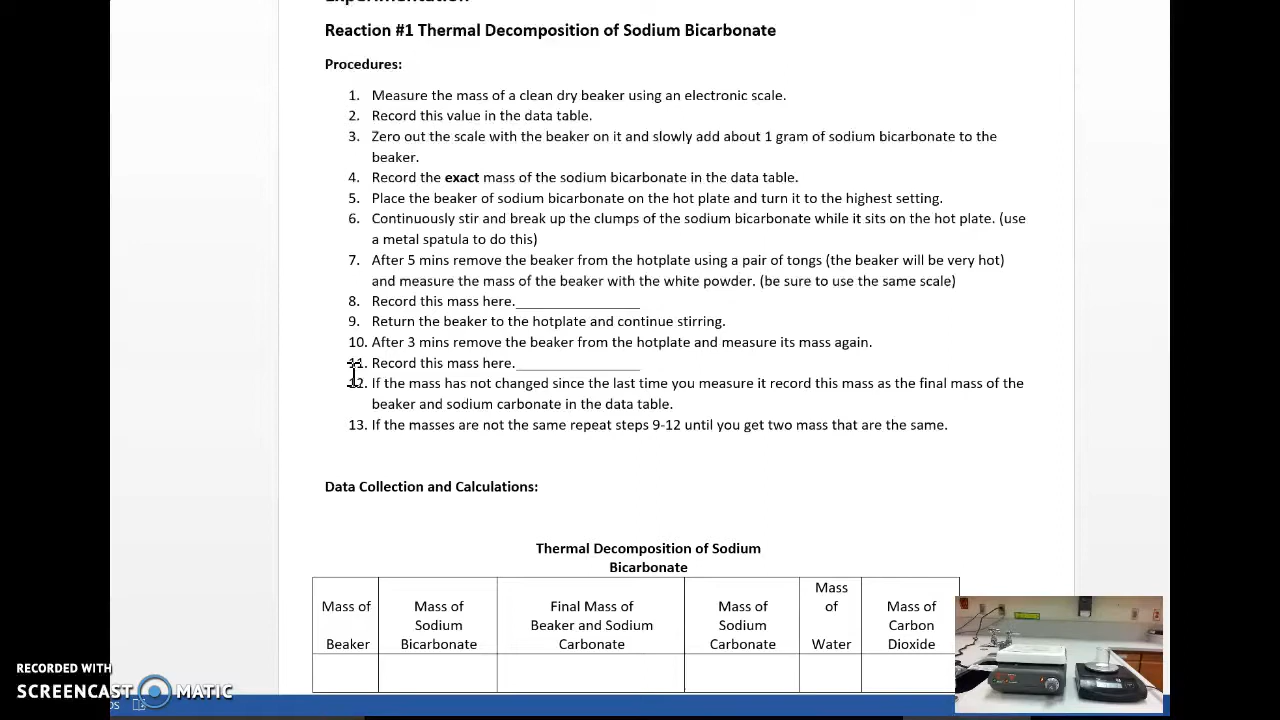 Experimentation
Reaction #1 Thermal Decomposition of Sodium Bicarbonate
Procedures:
1. Measure the mass of a clean dry beaker using an electronic scale.
2. Record this value in the data table.
3. Zero out the scale with the beaker on it and slowly add about 1 gram of sodium bicarbonate to the
beaker.
4. Record the exact mass of the sodium bicarbonate in the data table.
5. Place the beaker of sodium bicarbonate on the hot plate and turn it to the highest setting.
6. Continuously stir and break up the clumps of the sodium bicarbonate while it sits on the hot plate. (use
a metal spatula to do this)
7. After 5 mins remove the beaker from the hotplate using a pair of tongs (the beaker will be very hot)
and measure the mass of the beaker with the white powder. (be sure to use the same scale)
8. Record this mass here._______________
9. Return the beaker to the hotplate and continue stirring.
10. After 3 mins remove the beaker from the hotplate and measure its mass again.
11. Record this mass here._______________
12. If the mass has not changed since the last time you measure it record this mass as the final mass of the
beaker and sodium carbonate in the data table.
13. If the masses are not the same repeat steps 9-12 until you get two mass that are the same.
Data Collection and Calculations:
Thermal Decomposition of Sodium
Bicarbonate
Mass of
Beaker
Mass of
Sodium
Bicarbonate
Final Mass of
Beaker and Sodium
Carbonate
Mass of
Sodium
Carbonate
Mass
of
Water
Mass of
Carbon
Dioxide
RECORDED WITH
SCREENCAST MATIC